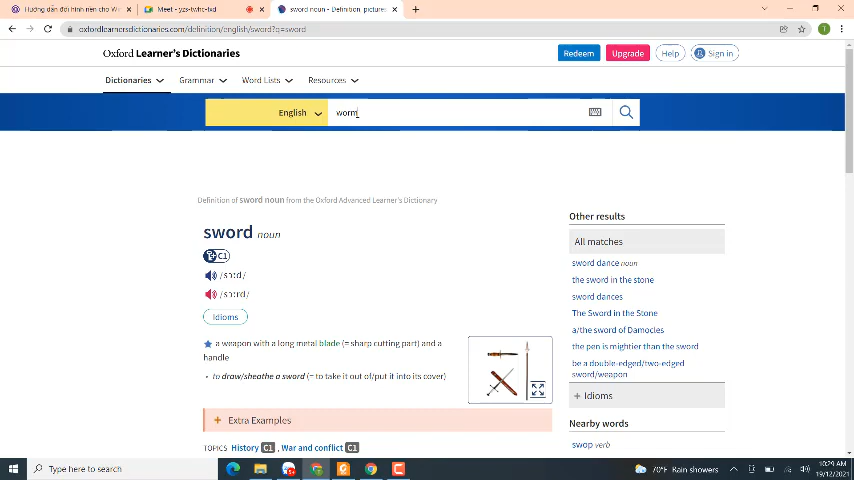 Hướng dẫn đổi hình nền cho Wi
Meet - yzs-twhc-txd
sword noun - Definition, picture
oxfordlearnersdictionaries.com/definition/english/sword?q=sword
T
Oxford Learner's Dictionaries
Redeem
Upgrade
Help
Sign in
Dictionaries
Grammar
Word Lists
Resources
English
worm
Definition of sword noun from the Oxford Advanced Learner's Dictionary
sword noun
C1
/sɔːd/
/sɔːrd/
Idioms
a weapon with a long metal blade (= sharp cutting part) and a
handle
• to draw/sheathe a sword (= to take it out of/put it into its cover)
+ Extra Examples
TOPICS History C1 , War and conflict C1
Other results
All matches
sword dance noun
the sword in the stone
sword dances
The Sword in the Stone
a/the sword of Damocles
the pen is mightier than the sword
be a double-edged/two-edged
sword/weapon
+ Idioms
Nearby words
swop verb
Type here to search
70°F Rain showers
10:29 AM
19/12/2021